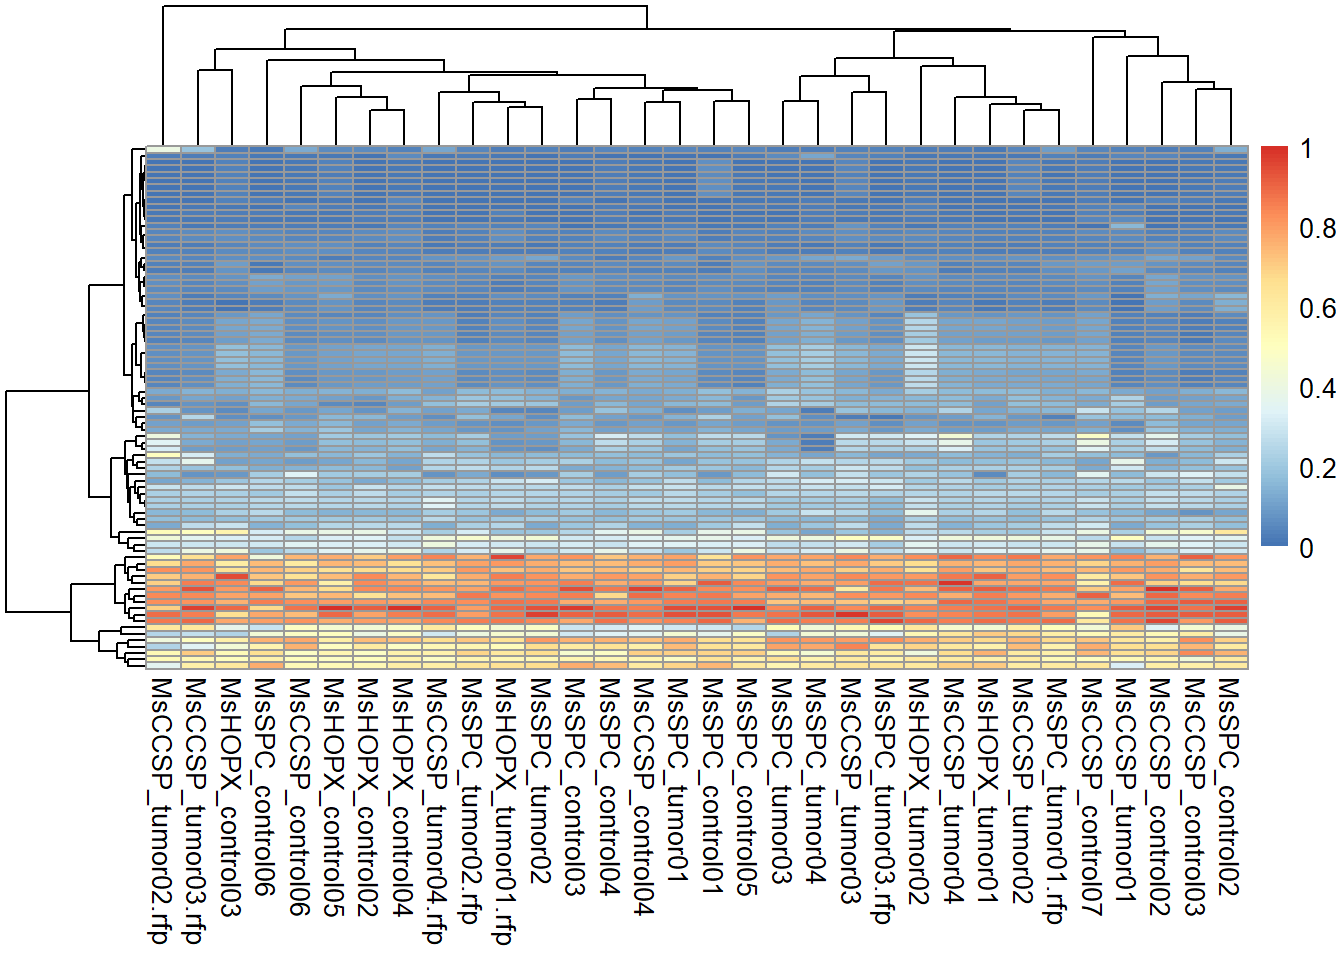 1
0.8
0.6
0.4
0.2
0
MsCCSP_tumor02.rfp
MsCCSP_tumor03.rfp
MsHOPX_control03
MsSPC_control06
MsCCSP_control06
MsHOPX_control05
MsHOPX_control02
MsHOPX_control04
MsCCSP_tumor04.rfp
MsSPC_tumor02.rfp
MsHOPX_tumor01.rfp
MsSPC_tumor02
MsSPC_control03
MsSPC_control04
MsCCSP_control04
MsSPC_tumor01
MsSPC_control01
MsSPC_control05
MsSPC_tumor03
MsSPC_tumor04
MsCCSP_tumor03
MsSPC_tumor03.rfp
MsHOPX_tumor02
MsCCSP_tumor04
MsHOPX_tumor01
MsCCSP_tumor02
MsSPC_tumor01.rfp
MsCCSP_control07
MsCCSP_tumor01
MsCCSP_control02
MsCCSP_control03
MsSPC_control02